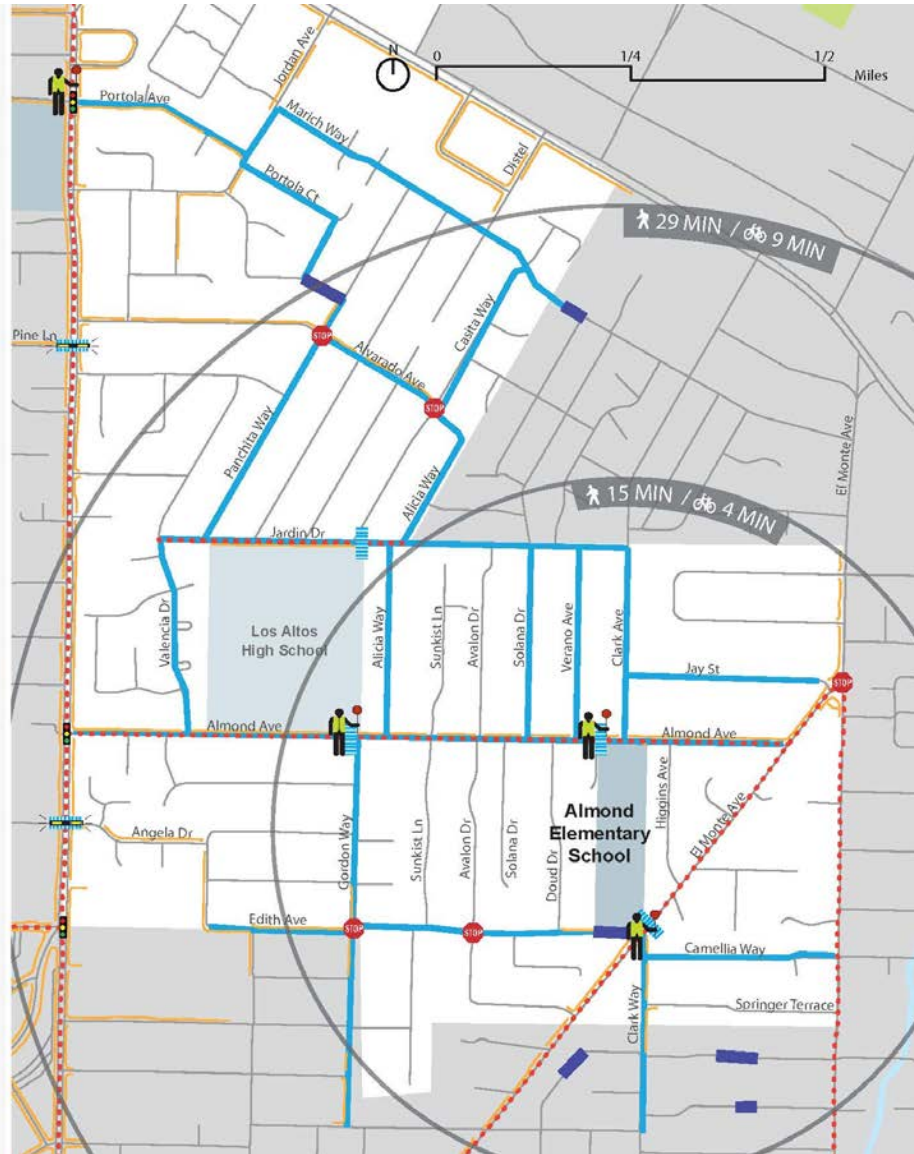 N
0
1/4
1/2
Miles
Jordan Ave
Portola Ave
Marich Way
Distel
Portola Ct
29 MIN / 9 MIN
Pine Ln
STOP
Casita Way
Alvarado Ave
STOP
Panchita Way
El Monte Ave
Alicia Way
15 MIN / 4 MIN
Jardin Dr
Valencia Dr
Los Altos
High School
Alicia Way
Sunkist Ln
Avalon Dr
Solana Dr
Verano Ave
Clark Ave
Jay St
STOP
Almond Ave
Almond Ave
Angela Dr
Gordon Way
Sunkist Ln
Avalon Dr
Solana Dr
Doud Dr
Almond
Elementary
School
Higgins Ave
El Monte Ave
Edith Ave
STOP
STOP
Camellia Way
Clark Way
Springer Terrace